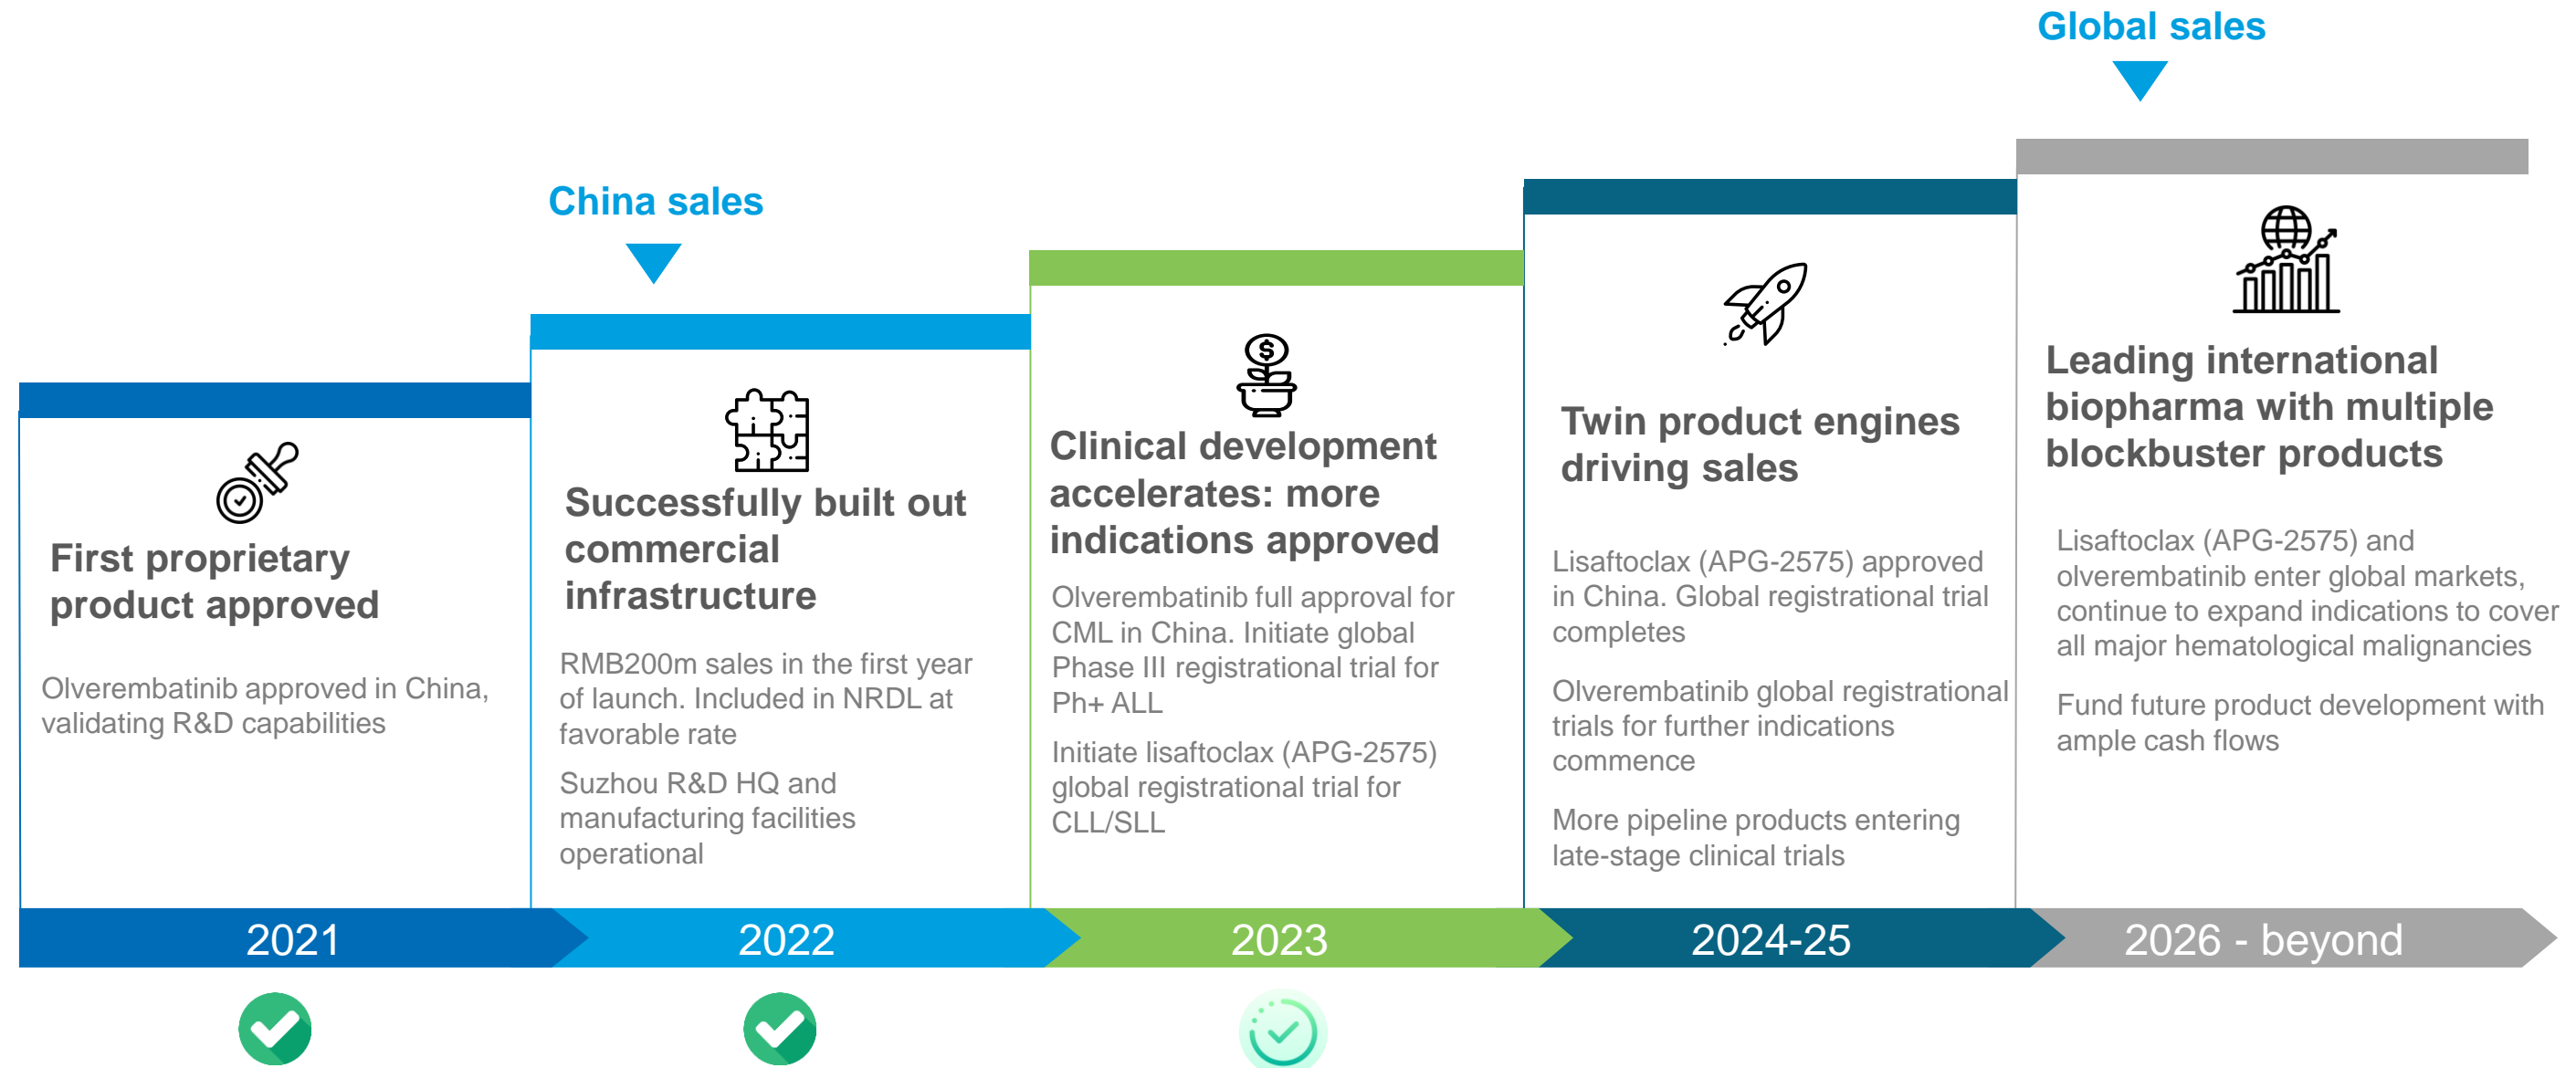 Global sales
China sales
First proprietary
product approved
Olverembatinib approved in China,
validating R&D capabilities
Successfully built out
commercial
infrastructure
RMB200m sales in the first year
of launch. Included in NRDL at
favorable rate
Suzhou R&D HQ and
manufacturing facilities
operational
$
Clinical development
accelerates: more
indications approved
Olverembatinib full approval for
CML in China. Initiate global
Phase III registrational trial for
Ph+ ALL
Initiate lisaftoclax (APG-2575)
global registrational trial for
CLL/SLL
Twin product engines
driving sales
Lisaftoclax (APG-2575) approved
in China. Global registrational trial
completes
Olverembatinib global registrational
trials for further indications
commence
More pipeline products entering
late-stage clinical trials
Leading international
biopharma with multiple
blockbuster products
Lisaftoclax (APG-2575) and
olverembatinib enter global markets,
continue to expand indications to cover
all major hematological malignancies
Fund future product development with
ample cash flows
2021
2022
2023
2024-25
2026 - beyond